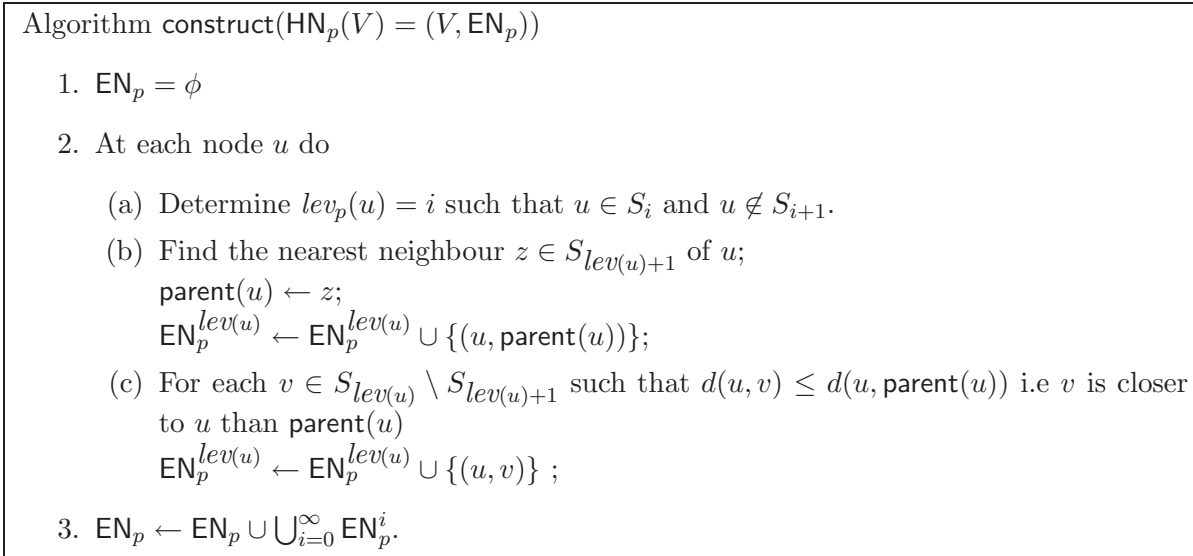 Algorithm construct(HN_p(V) = (V, EN_p))
1. EN_p = ϕ
2. At each node u do
(a) Determine lev_p(u) = i such that u ∈ S_i and u ∉ S_{i+1}.
(b) Find the nearest neighbour z ∈ S_{lev(u)+1} of u;
parent(u) ← z;
EN_p^{lev(u)} ← EN_p^{lev(u)} ∪ {(u, parent(u))};
(c) For each v ∈ S_{lev(u)} \ S_{lev(u)+1} such that d(u, v) ≤ d(u, parent(u)) i.e v is closer
to u than parent(u)
EN_p^{lev(u)} ← EN_p^{lev(u)} ∪ {(u, v)} ;
3. EN_p ← EN_p ∪ ⋃_{i=0}^{∞} EN_p^i.